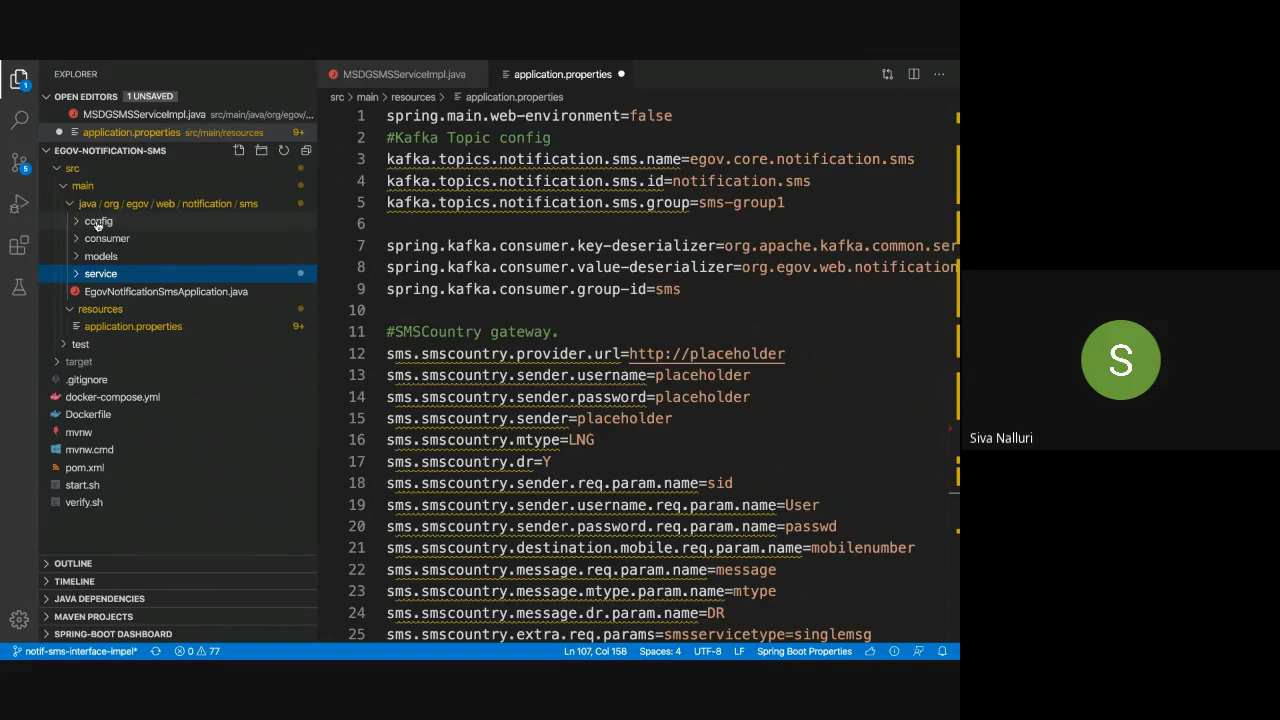 EXPLORER
OPEN EDITORS 1 UNSAVED
MSDGSMSServiceImpl.java src/main/java/org/egov/...
application.properties src/main/resources 9+
EGOV-NOTIFICATION-SMS
src
main
java / org / egov / web / notification / sms
config
consumer
models
service
EgovNotificationSmsApplication.java
resources
application.properties 9+
test
target
.gitignore
docker-compose.yml
Dockerfile
mvnw
mvnw.cmd
pom.xml
start.sh
verify.sh
OUTLINE
TIMELINE
JAVA DEPENDENCIES
MAVEN PROJECTS
SPRING-BOOT DASHBOARD
1
5
MSDGSMSServiceImpl.java
application.properties
src > main > resources > application.properties
1 spring.main.web-environment=false
2 #Kafka Topic config
3 kafka.topics.notification.sms.name=egov.core.notification.sms
4 kafka.topics.notification.sms.id=notification.sms
5 kafka.topics.notification.sms.group=sms-group1
6
7 spring.kafka.consumer.key-deserializer=org.apache.kafka.common.ser
8 spring.kafka.consumer.value-deserializer=org.egov.web.notification
9 spring.kafka.consumer.group-id=sms
10
11 #SMSCountry gateway.
12 sms.smscountry.provider.url=http://placeholder
13 sms.smscountry.sender.username=placeholder
14 sms.smscountry.sender.password=placeholder
15 sms.smscountry.sender=placeholder
16 sms.smscountry.mtype=LNG
17 sms.smscountry.dr=Y
18 sms.smscountry.sender.req.param.name=sid
19 sms.smscountry.sender.username.req.param.name=User
20 sms.smscountry.sender.password.req.param.name=passwd
21 sms.smscountry.destination.mobile.req.param.name=mobilenumber
22 sms.smscountry.message.req.param.name=message
23 sms.smscountry.message.mtype.param.name=mtype
24 sms.smscountry.message.dr.param.name=DR
25 sms.smscountry.extra.req.params=smsservicetype=singlemsg
notif-sms-interface-impel* 0 77 Ln 107, Col 158 Spaces: 4 UTF-8 LF Spring Boot Properties
S
Siva Nalluri